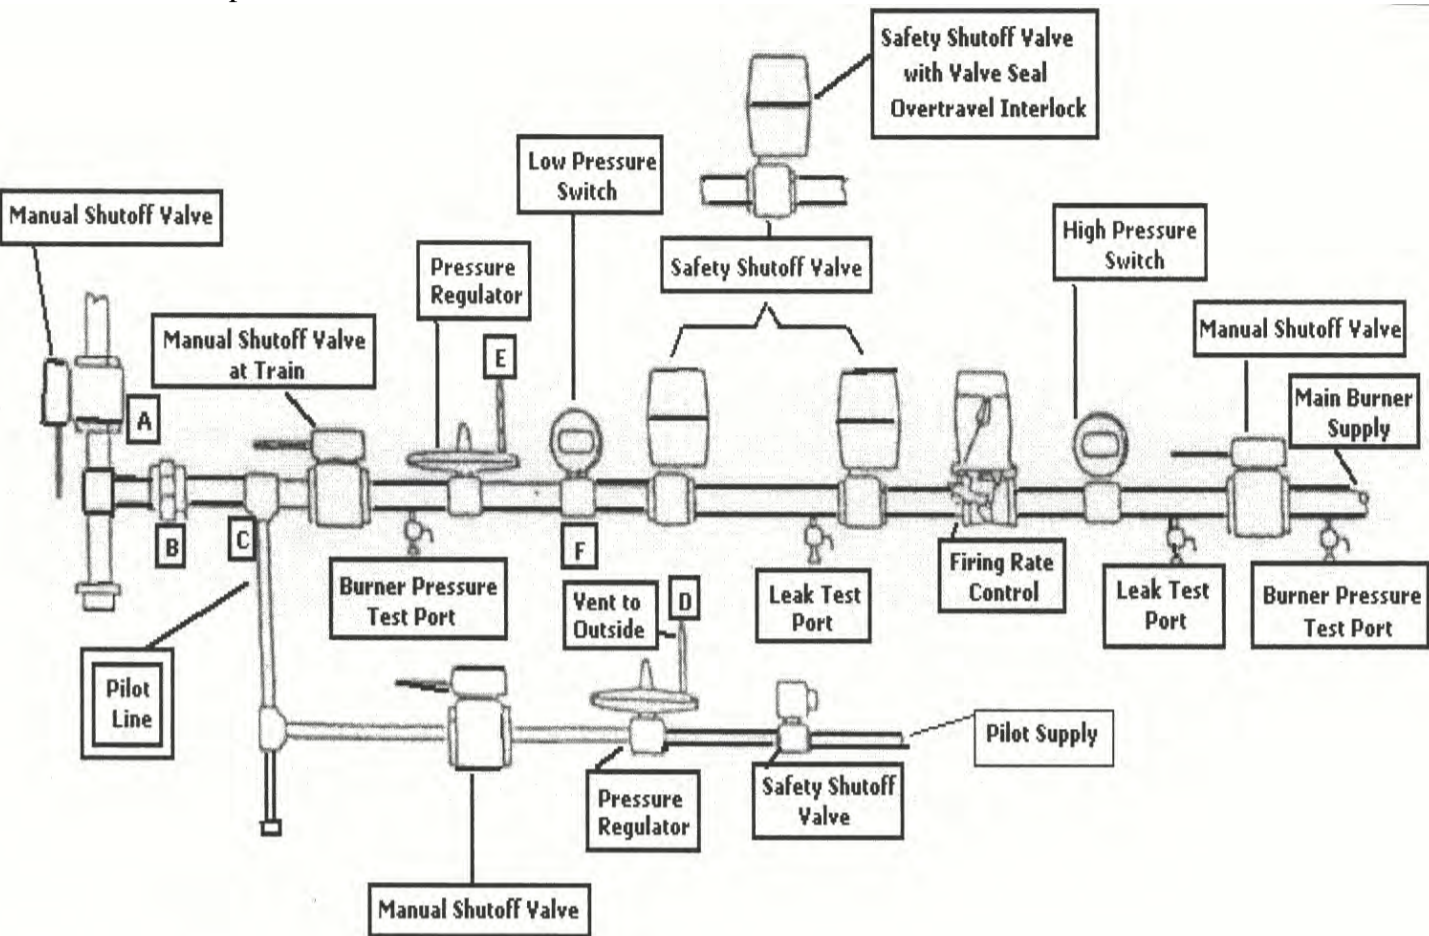 Safety Shutoff Valve
with Valve Seal
Overtravel Interlock
Low Pressure
Switch
Manual Shutoff Valve
High Pressure
Switch
Pressure
Regulator
Safety Shutoff Valve
Manual Shutoff Valve
at Train
Manual Shutoff Valve
E
Main Burner
Supply
A
B
C
F
Burner Pressure
Test Port
Vent to
Outside
D
Leak Test
Port
Firing Rate
Control
Leak Test
Port
Burner Pressure
Test Port
Pilot
Line
Pilot Supply
Pressure
Regulator
Safety Shutoff
Valve
Manual Shutoff Valve